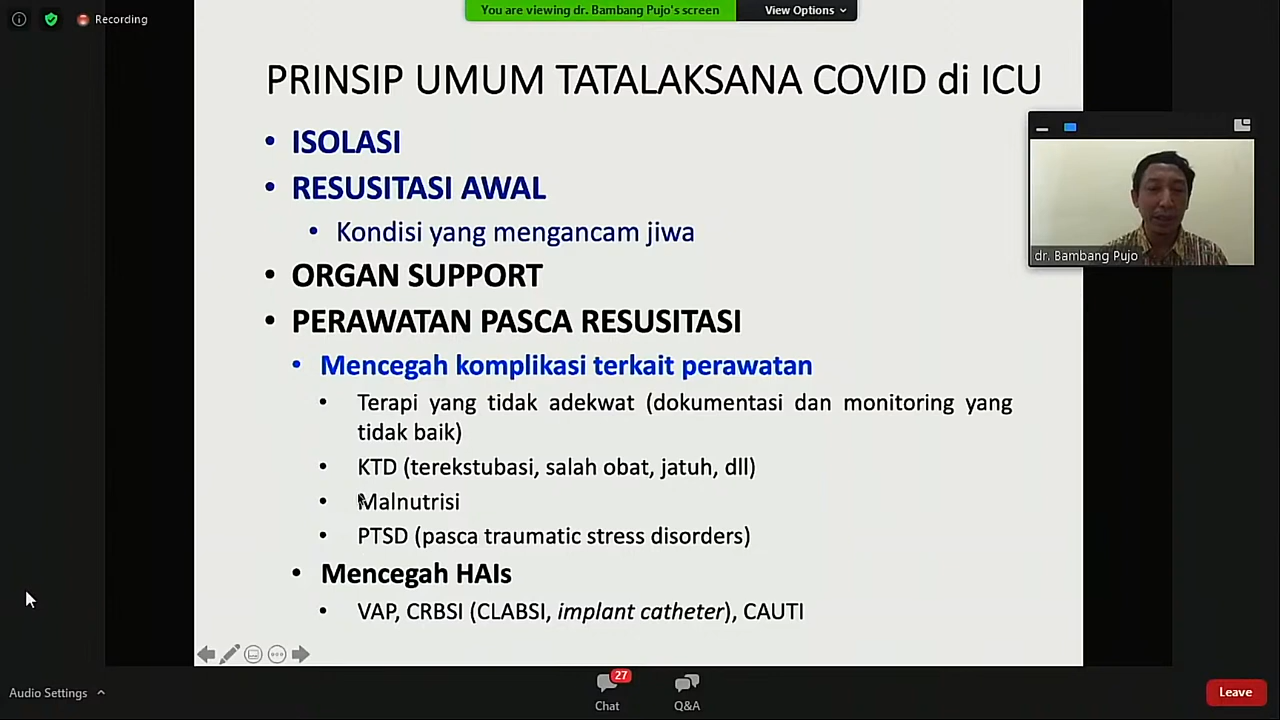 Recording
You are viewing dr. Bambang Pujo's screen
View Options
PRINSIP UMUM TATALAKSANA COVID di ICU
• ISOLASI
• RESUSITASI AWAL
• Kondisi yang mengancam jiwa
• ORGAN SUPPORT
• PERAWATAN PASCA RESUSITASI
• Mencegah komplikasi terkait perawatan
• Terapi yang tidak adekwat (dokumentasi dan monitoring yang
tidak baik)
• KTD (terekstubasi, salah obat, jatuh, dll)
• Malnutrisi
• PTSD (pasca traumatic stress disorders)
• Mencegah HAIs
• VAP, CRBSI (CLABSI, implant catheter), CAUTI
dr. Bambang Pujo
Audio Settings
27
Chat
Q&A
Leave